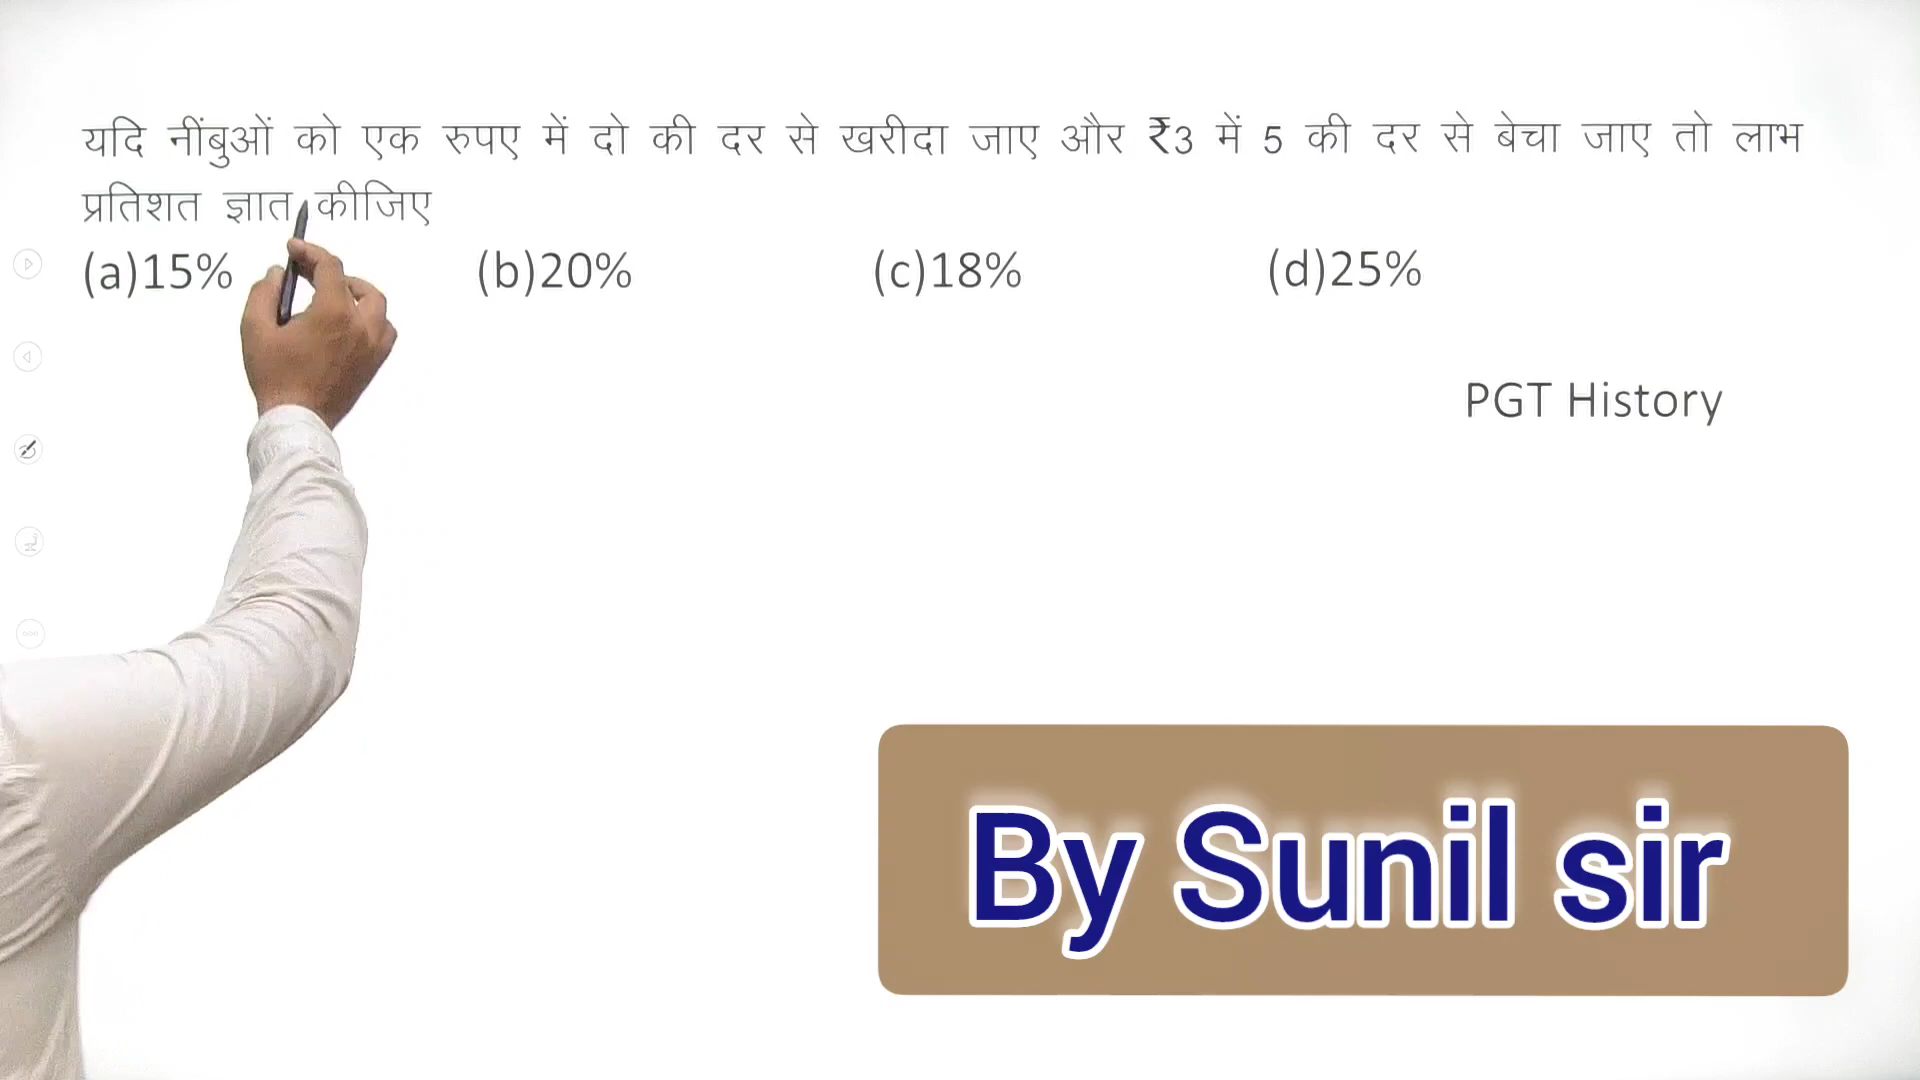 यदि नींबुओं को एक रुपए में दो की दर से खरीदा जाए और ₹3 में 5 की दर से बेचा जाए तो लाभ
प्रतिशत ज्ञात कीजिए
(a)15% (b)20% (c)18% (d)25%
PGT History
By Sunil sir